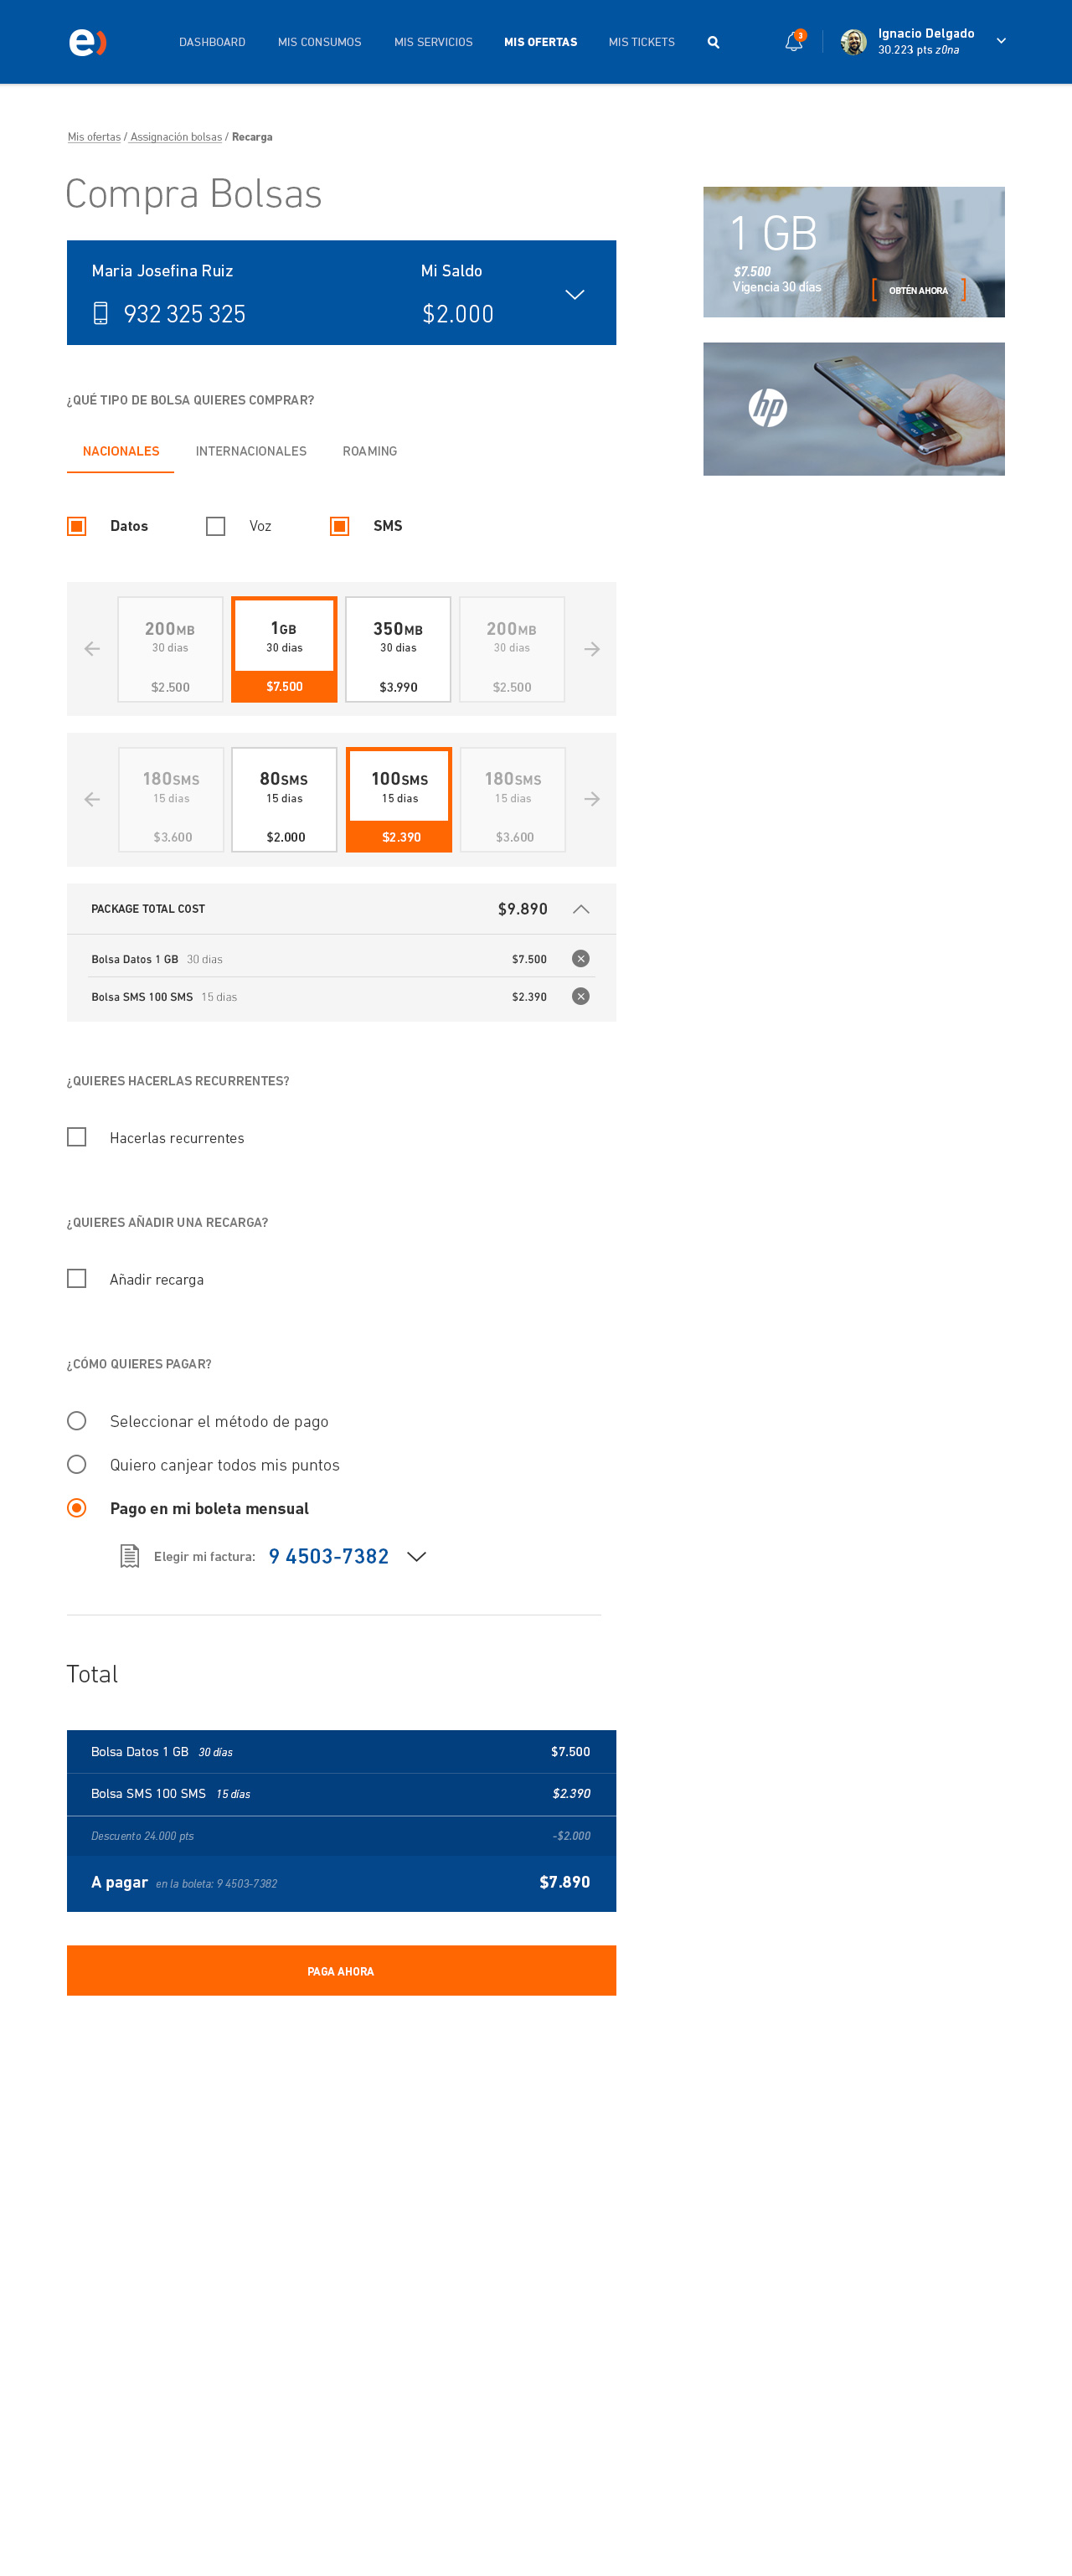 e)
DASHBOARD MIS CONSUMOS MIS SERVICIOS MIS OFERTAS MIS TICKETS
3
Ignacio Delgado
30.223 pts z0na
Mis ofertas / Assignación bolsas / Recarga
Compra Bolsas
Maria Josefina Ruiz Mi Saldo
932 325 325 $2.000
1 GB
$7.500
Vigencia 30 días
OBTÉN AHORA
hp
¿QUÉ TIPO DE BOLSA QUIERES COMPRAR?
NACIONALES INTERNACIONALES ROAMING
Datos Voz SMS
200MB 1GB 350MB 200MB
30 dias 30 dias 30 dias 30 dias
$2.500 $7.500 $3.990 $2.500
180SMS 80SMS 100SMS 180SMS
15 dias 15 dias 15 dias 15 dias
$3.600 $2.000 $2.390 $3.600
PACKAGE TOTAL COST $9.890
Bolsa Datos 1 GB 30 días $7.500
Bolsa SMS 100 SMS 15 días $2.390
¿QUIERES HACERLAS RECURRENTES?
Hacerlas recurrentes
¿QUIERES AÑADIR UNA RECARGA?
Añadir recarga
¿CÓMO QUIERES PAGAR?
Seleccionar el método de pago
Quiero canjear todos mis puntos
Pago en mi boleta mensual
Elegir mi factura: 9 4503-7382
Total
Bolsa Datos 1 GB 30 días $7.500
Bolsa SMS 100 SMS 15 días $2.390
Descuento 24.000 pts -$2.000
A pagar en la boleta: 9 4503-7382 $7.890
PAGA AHORA